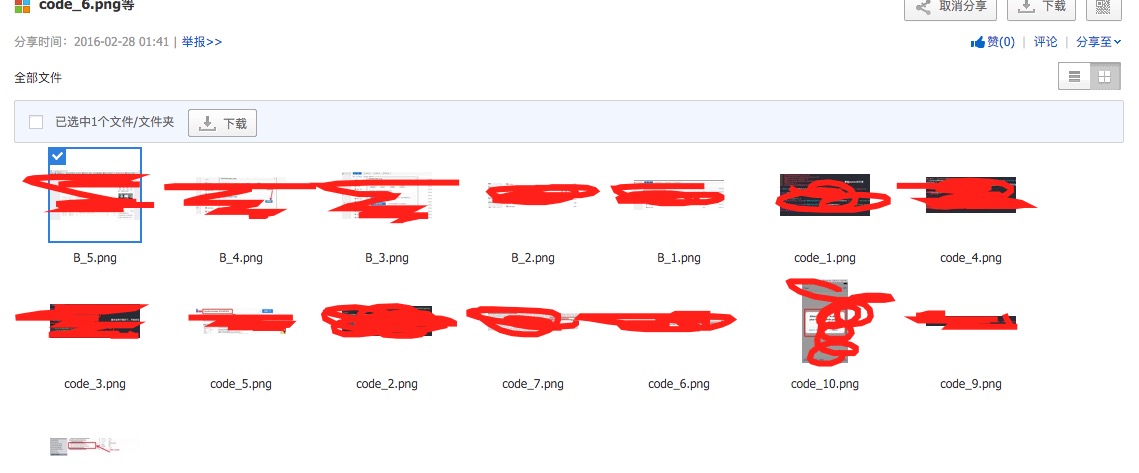 code_6.png等
取消分享
下载
分享时间：2016-02-28 01:41 | 举报>>
赞(0) | 评论 | 分享至
全部文件
已选中1个文件/文件夹
下载
B_5.png
B_4.png
B_3.png
B_2.png
B_1.png
code_1.png
code_4.png
code_3.png
code_5.png
code_2.png
code_7.png
code_6.png
code_10.png
code_9.png